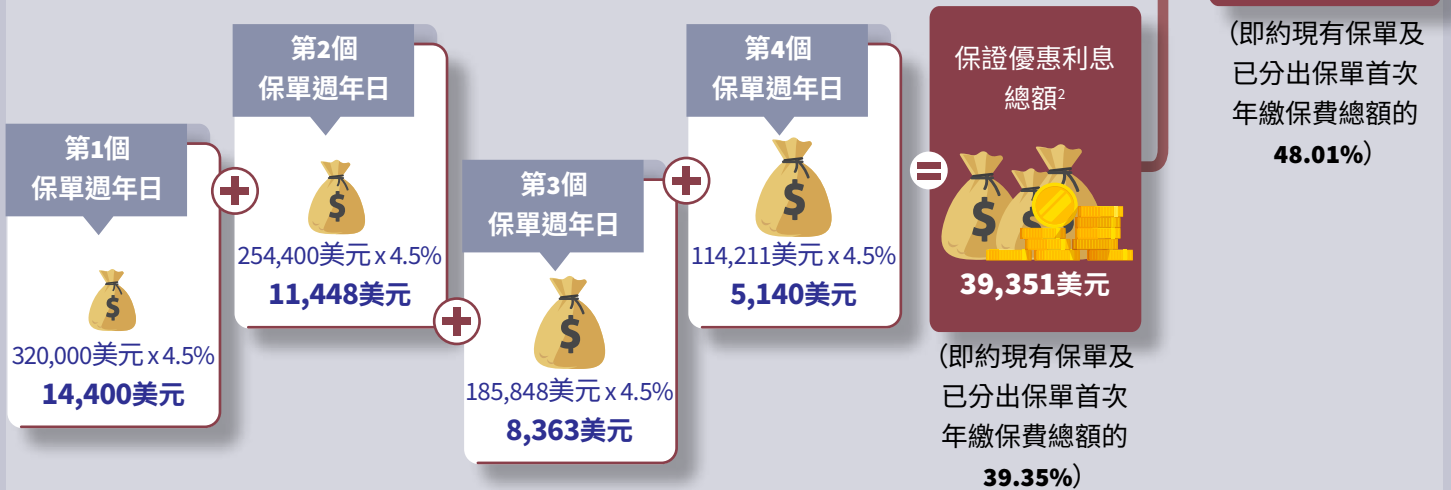 第1個
保單週年日
320,000美元 x 4.5%
14,400美元
第2個
保單週年日
254,400美元 x 4.5%
11,448美元
第3個
保單週年日
185,848美元 x 4.5%
8,363美元
第4個
保單週年日
114,211美元 x 4.5%
5,140美元
保證優惠利息
總額2
39,351美元
（即約現有保單及
已分出保單首次
年繳保費總額的
39.35%）
（即約現有保單及
已分出保單首次
年繳保費總額的
48.01%）